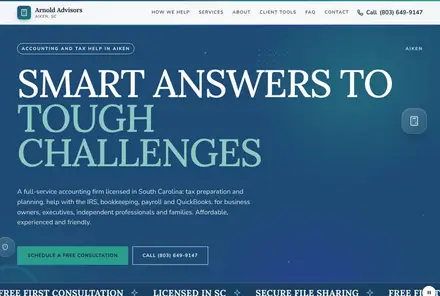 Arnold Advisors
AIKEN, SC
HOW WE HELP SERVICES ABOUT CLIENT TOOLS FAQ CONTACT Call (803) 649-9147
ACCOUNTING AND TAX HELP IN AIKEN
AIKEN
SMART ANSWERS TO
TOUGH
CHALLENGES
A full-service accounting firm licensed in South Carolina: tax preparation and
planning, help with the IRS, bookkeeping, payroll and QuickBooks, for business
owners, executives, independent professionals and families. Affordable,
experienced and friendly.
SCHEDULE A FREE CONSULTATION CALL (803) 649-9147
FREE FIRST CONSULTATION LICENSED IN SC SECURE FILE SHARING FREE FI